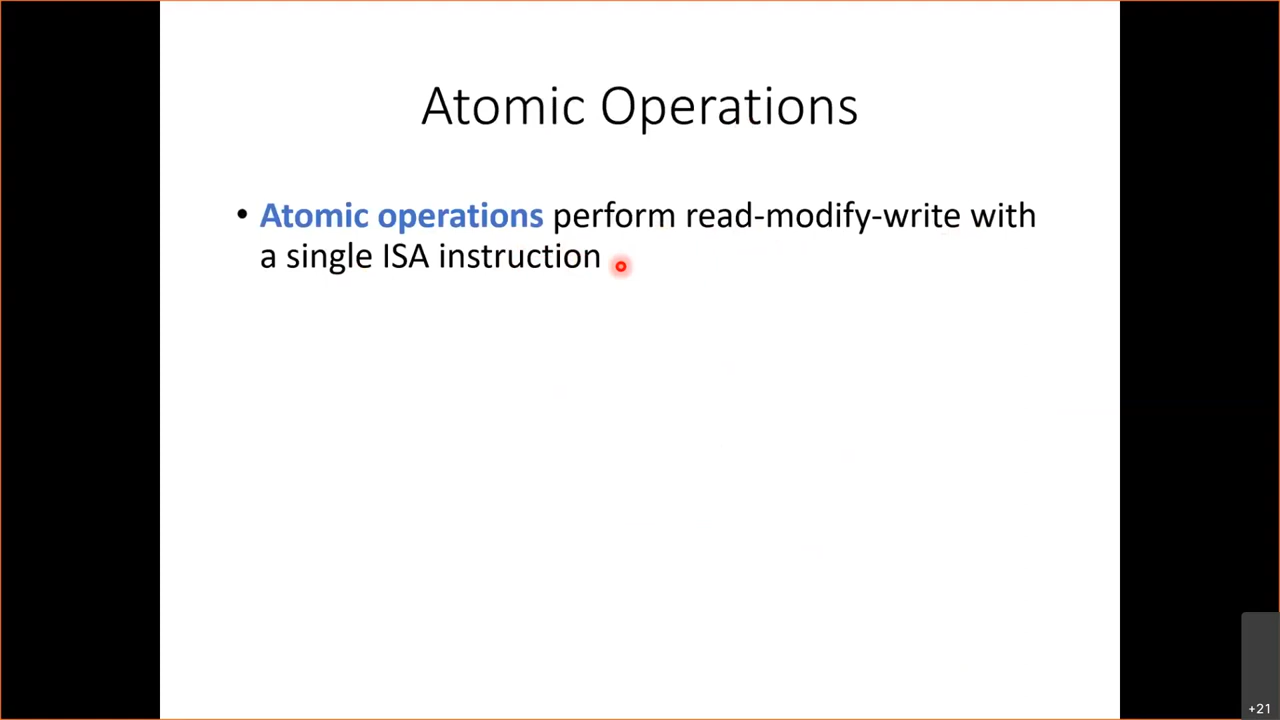 Atomic Operations
• Atomic operations perform read-modify-write with
a single ISA instruction
+21